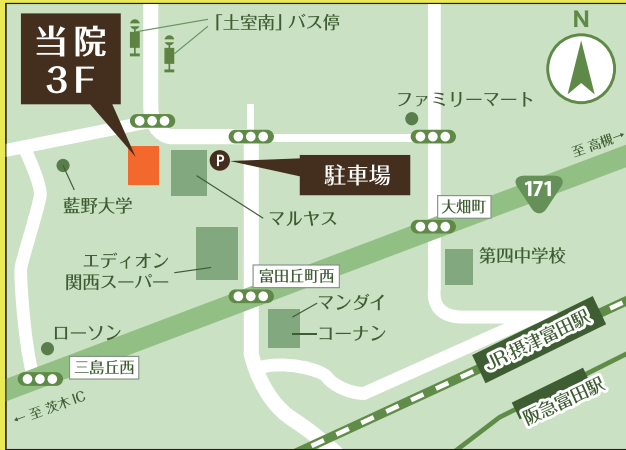 当院
3F
「土室南」バス停
N
ファミリーマート
至 高槻→
P
駐車場
171
藍野大学
マルヤス
大畑町
エディオン
関西スーパー
富田丘町西
第四中学校
マンダイ
コーナン
ローソン
三島丘西
JR 摂津富田駅
阪急富田駅
← 至 茨木IC